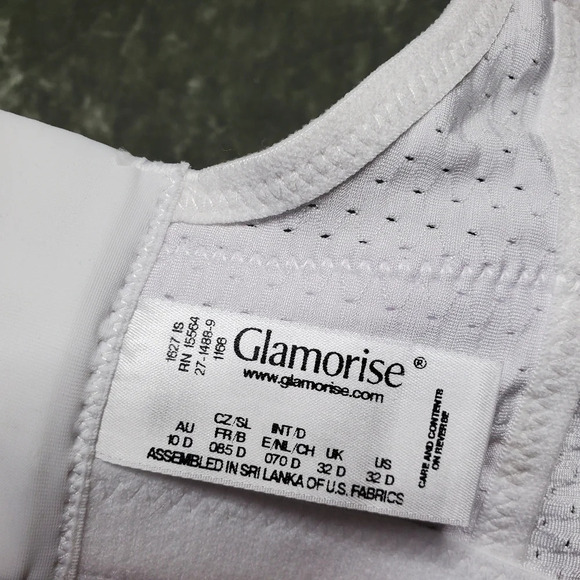 1627 IS
RN 15564
27-1488-9
1166
Glamorise®
www.glamorise.com
CZ/SL INT/D
AU FR/B E/NL/CH UK US
10 D 085 D 070 D 32 D 32 D
ASSEMBLED IN SRI LANKA OF U.S. FABRICS
CARE AND CONTENTS
ON REVERSE